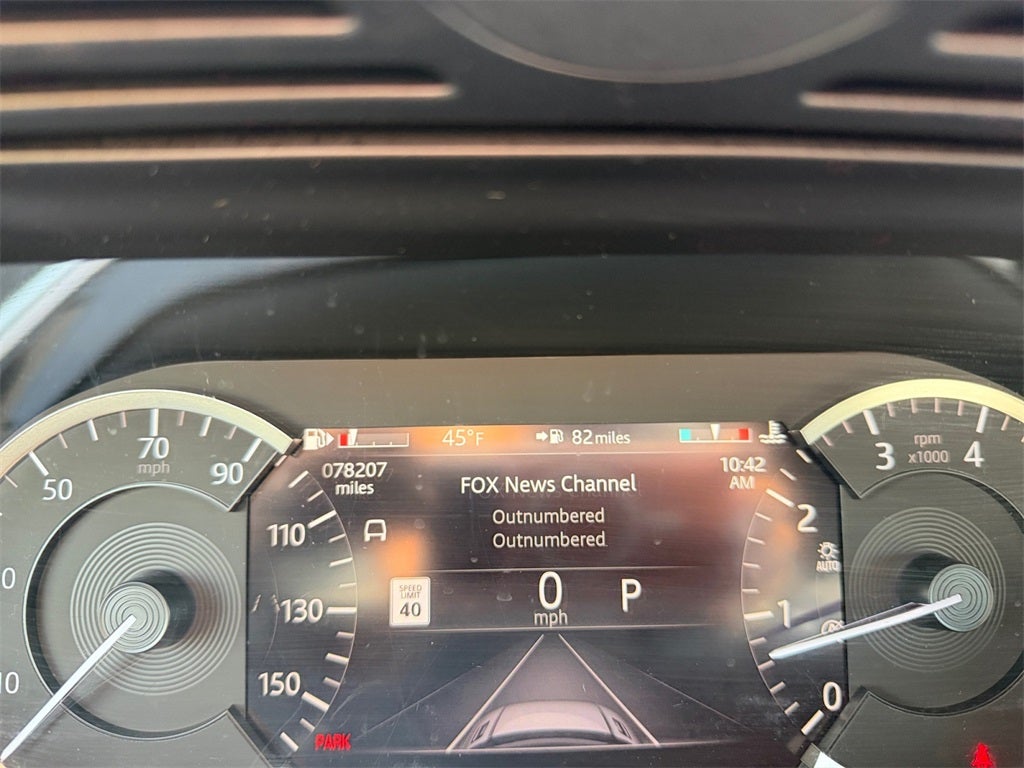 45°F
82 miles
078207
miles
10:42
AM
FOX News Channel
Outnumbered
Outnumbered
SPEED
LIMIT
40
0
mph
P
50
70
mph
90
110
130
150
PARK
rpm
x1000
3
4
2
AUTO
1
0